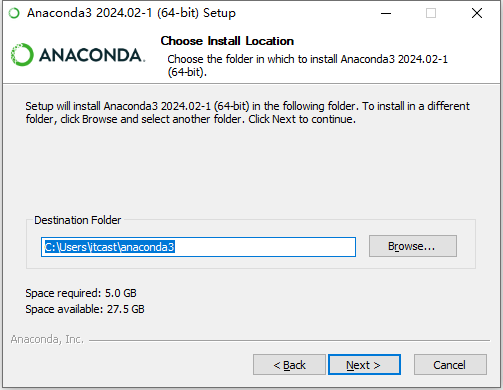 Anaconda3 2024.02-1 (64-bit) Setup
ANACONDA.
Choose Install Location
Choose the folder in which to install Anaconda3 2024.02-1
(64-bit).
Setup will install Anaconda3 2024.02-1 (64-bit) in the following folder. To install in a different
folder, click Browse and select another folder. Click Next to continue.
Destination Folder
C:\Users\itcast\anaconda3
Browse...
Space required: 5.0 GB
Space available: 27.5 GB
Anaconda, Inc.
< Back
Next >
Cancel